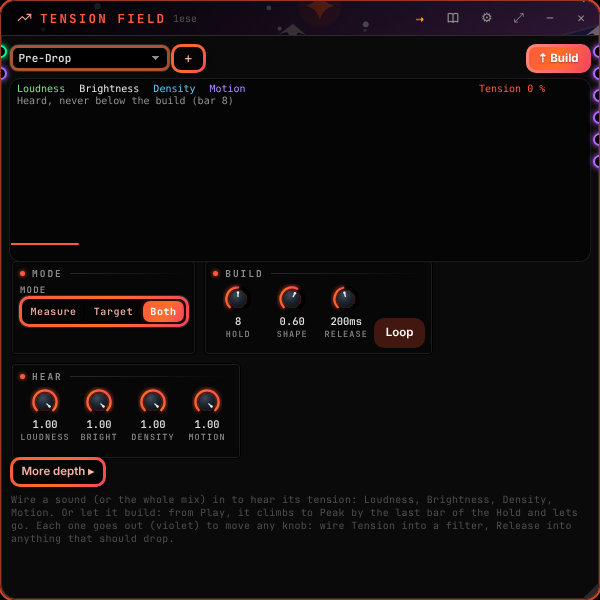 TENSION FIELD 1ese
Pre-Drop
+
↑ Build
Loudness Brightness Density Motion Tension 0 %
Heard, never below the build (bar 8)
MODE
MODE
Measure Target Both
BUILD
8 0.60 200ms
HOLD SHAPE RELEASE
Loop
HEAR
1.00 1.00 1.00 1.00
LOUDNESS BRIGHT DENSITY MOTION
More depth ▸
Wire a sound (or the whole mix) in to hear its tension: Loudness, Brightness, Density,
Motion. Or let it build: from Play, it climbs to Peak by the last bar of the Hold and lets
go. Each one goes out (violet) to move any knob: wire Tension into a filter, Release into
anything that should drop.